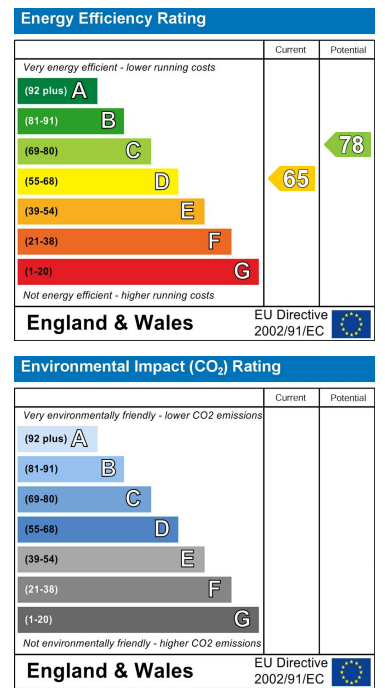 Energy Efficiency Rating
Current Potential
Very energy efficient - lower running costs
(92 plus) A
(81-91) B
(69-80) C
78
(55-68) D
65
(39-54) E
(21-38) F
(1-20) G
Not energy efficient - higher running costs
England & Wales
EU Directive
2002/91/EC
Environmental Impact (CO₂) Rating
Current Potential
Very environmentally friendly - lower CO2 emissions
(92 plus) A
(81-91) B
(69-80) C
(55-68) D
(39-54) E
(21-38) F
(1-20) G
Not environmentally friendly - higher CO2 emissions
England & Wales
EU Directive
2002/91/EC